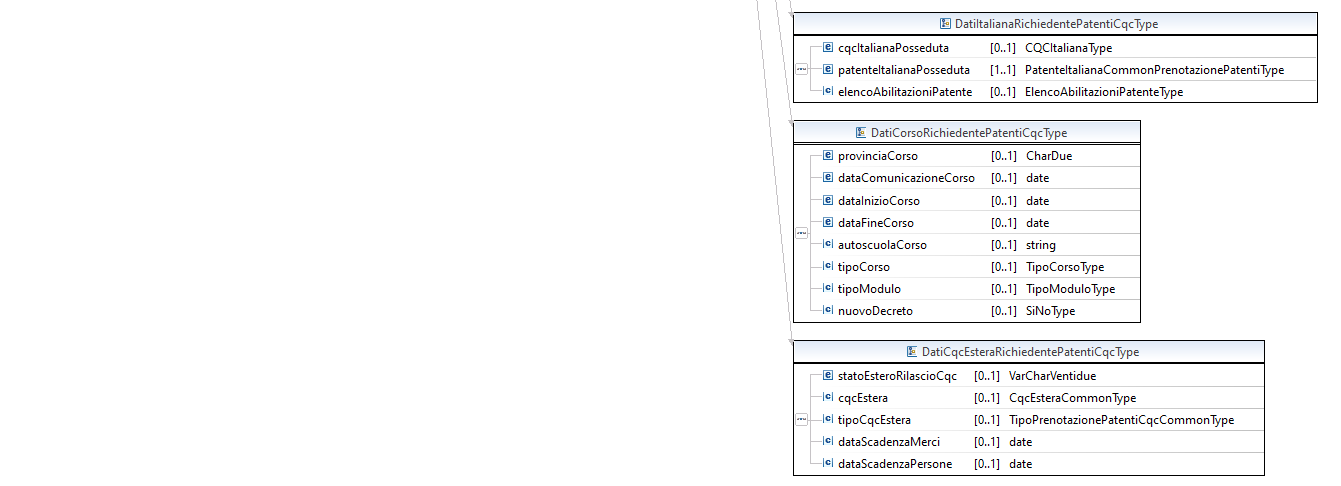 DatiItalianaRichiedentePatentiCqcType
cqcItalianaPosseduta [0..1] CQCItalianaType
patenteItalianaPosseduta [1..1] PatenteItalianaCommonPrenotazionePatentiType
elencoAbilitazioniPatente [0..1] ElencoAbilitazioniPatenteType
DatiCorsoRichiedentePatentiCqcType
provinciaCorso [0..1] CharDue
dataComunicazioneCorso [0..1] date
dataInizioCorso [0..1] date
dataFineCorso [0..1] date
autoscuolaCorso [0..1] string
tipoCorso [0..1] TipoCorsoType
tipoModulo [0..1] TipoModuloType
nuovoDecreto [0..1] SiNoType
DatiCqcEsteraRichiedentePatentiCqcType
statoEsteroRilascioCqc [0..1] VarCharVentidue
cqcEstera [0..1] CqcEsteraCommonType
tipoCqcEstera [0..1] TipoPrenotazionePatentiCqcCommonType
dataScadenzaMerci [0..1] date
dataScadenzaPersone [0..1] date